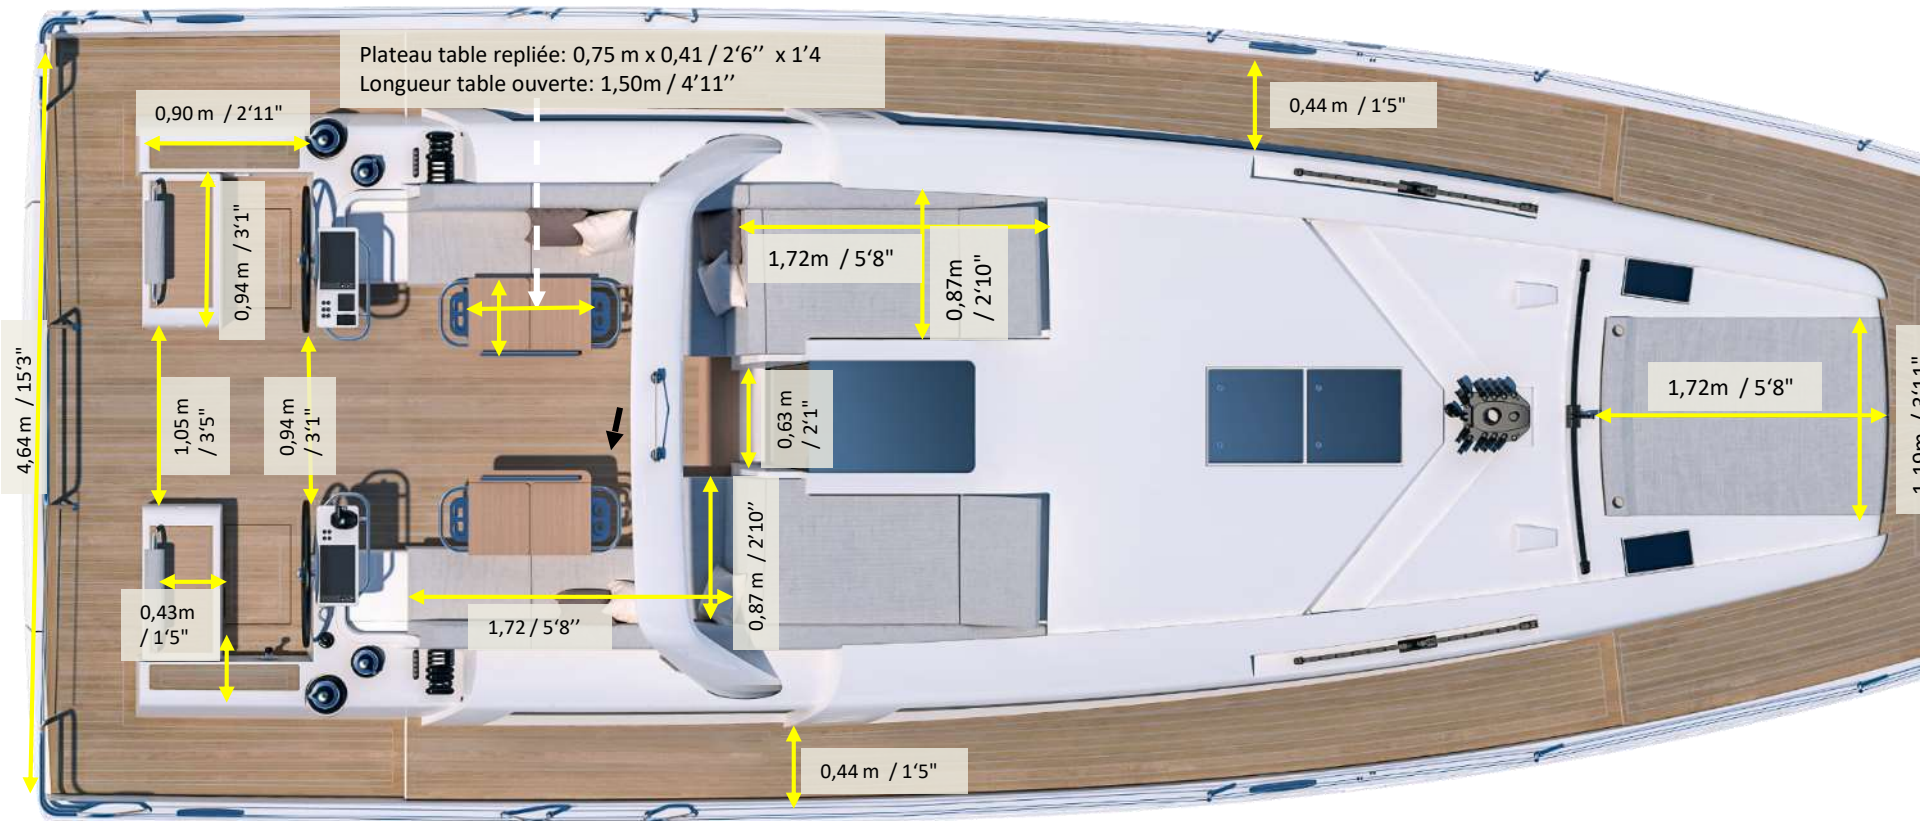 Plateau table repliée: 0,75 m x 0,41 / 2‘6’’ x 1’4
Longueur table ouverte: 1,50m / 4’11’’
0,90 m / 2‘11"
0,44 m / 1‘5"
0,94 m / 3‘1"
1,72m / 5‘8"
0,87m
/ 2‘10"
4,64 m / 15‘3"
1,05 m
/ 3‘5"
0,94 m
/ 3‘1"
0,63 m
/ 2‘1"
1,72m / 5‘8"
0,43m
/ 1‘5"
1,72 / 5‘8’’
0,87 m / 2‘10’’
0,44 m / 1‘5"